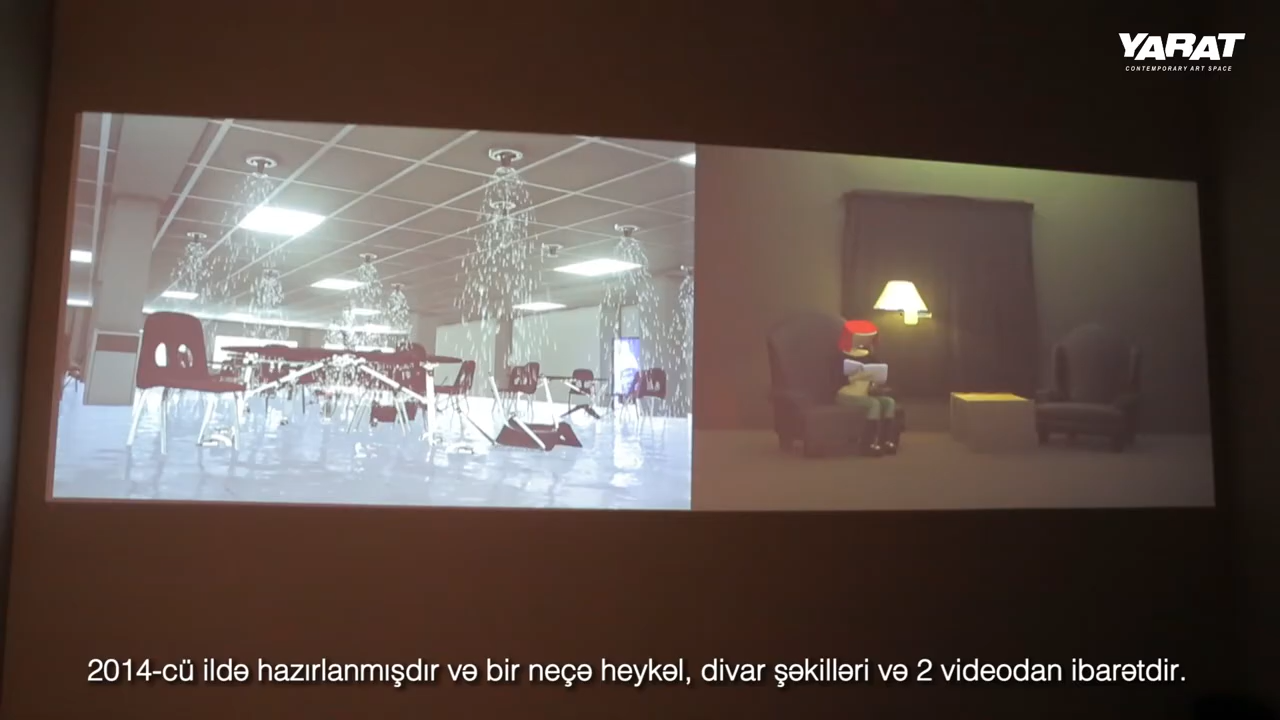 YARAT
CONTEMPORARY ART SPACE
2014-cü ildə hazırlanmışdır və bir neçə heykəl, divar şəkilləri və 2 videodan ibarətdir.